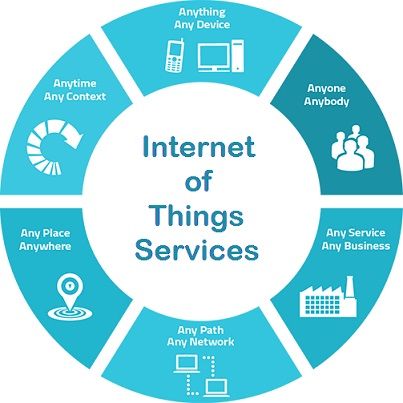 Anything
Any Device
Anytime
Any Context
Anyone
Anybody
Internet
of
Things
Services
Any Place
Anywhere
Any Service
Any Business
Any Path
Any Network